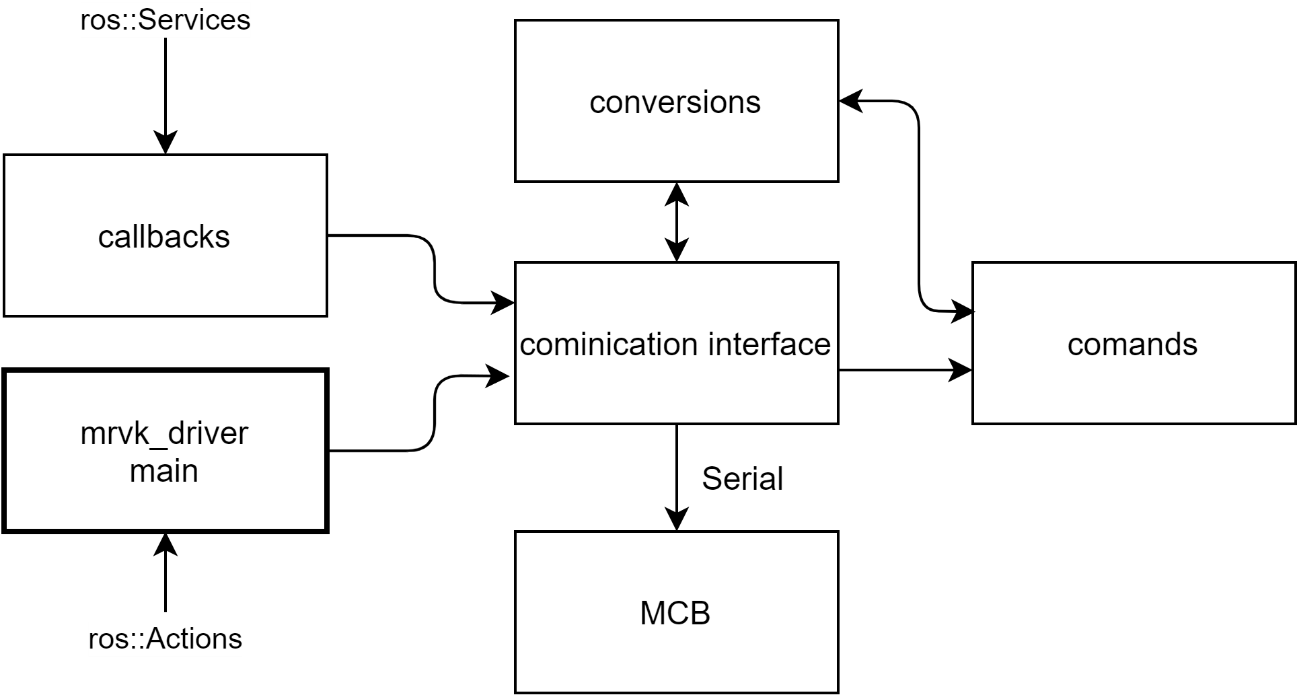 ros::Services
conversions
callbacks
cominication interface
comands
mrvk_driver
main
Serial
MCB
ros::Actions